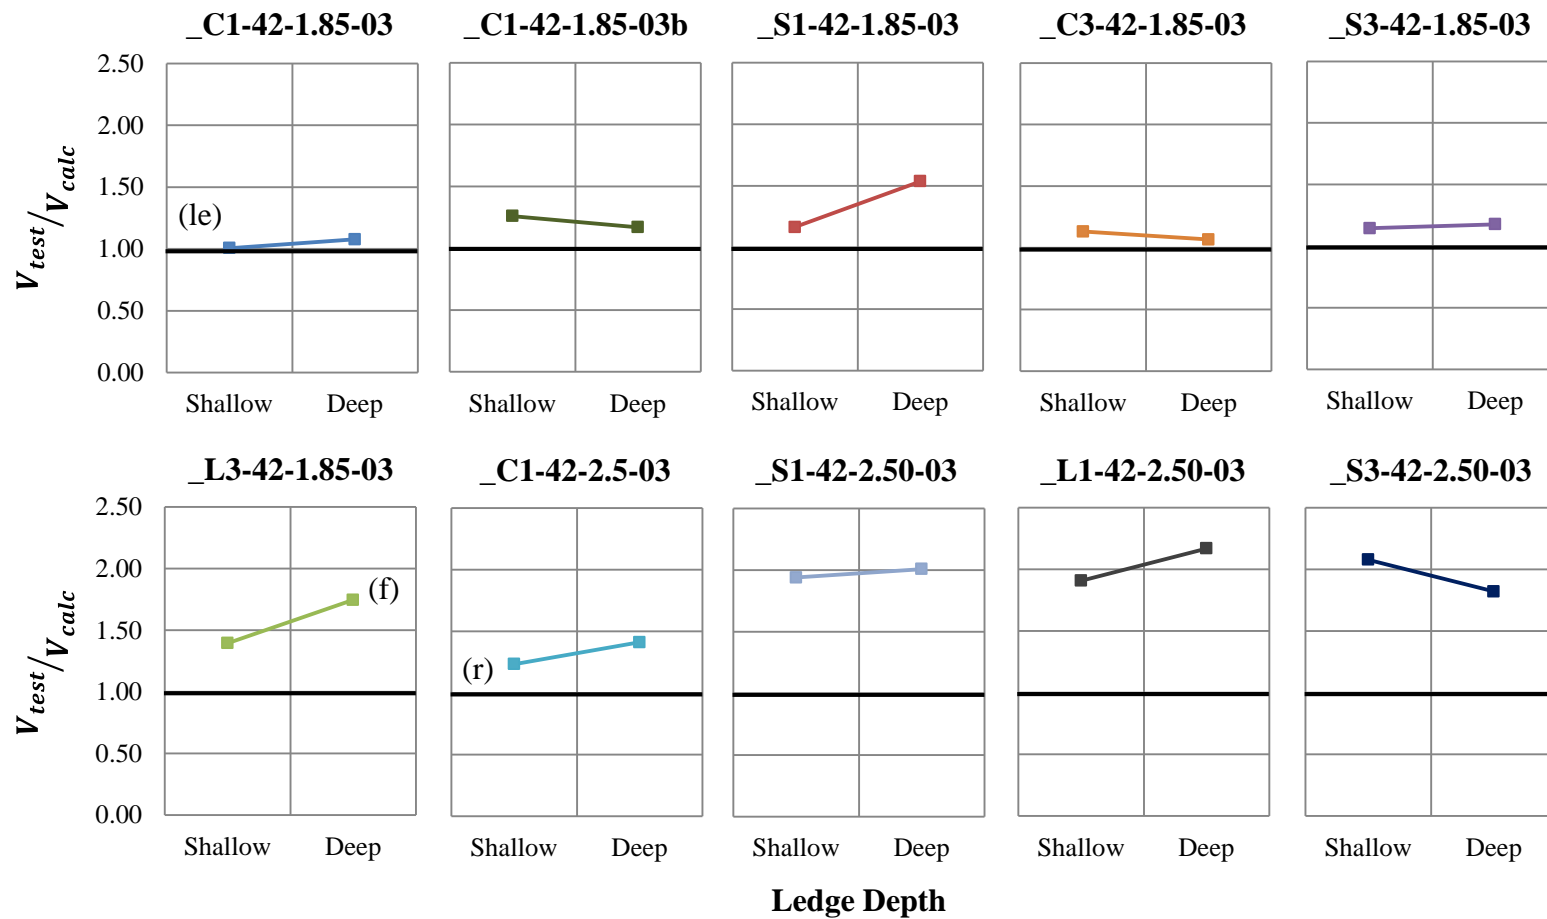 _C1-42-1.85-03 _C1-42-1.85-03b _S1-42-1.85-03 _C3-42-1.85-03 _S3-42-1.85-03
2.50
2.00
1.50
1.00
0.50
0.00
V_test/V_calc
(le)
Shallow Deep Shallow Deep Shallow Deep Shallow Deep Shallow Deep
_L3-42-1.85-03 _C1-42-2.5-03 _S1-42-2.50-03 _L1-42-2.50-03 _S3-42-2.50-03
2.50
2.00
1.50
1.00
0.50
0.00
V_test/V_calc
(f)
(r)
Shallow Deep Shallow Deep Shallow Deep Shallow Deep Shallow Deep
Ledge Depth